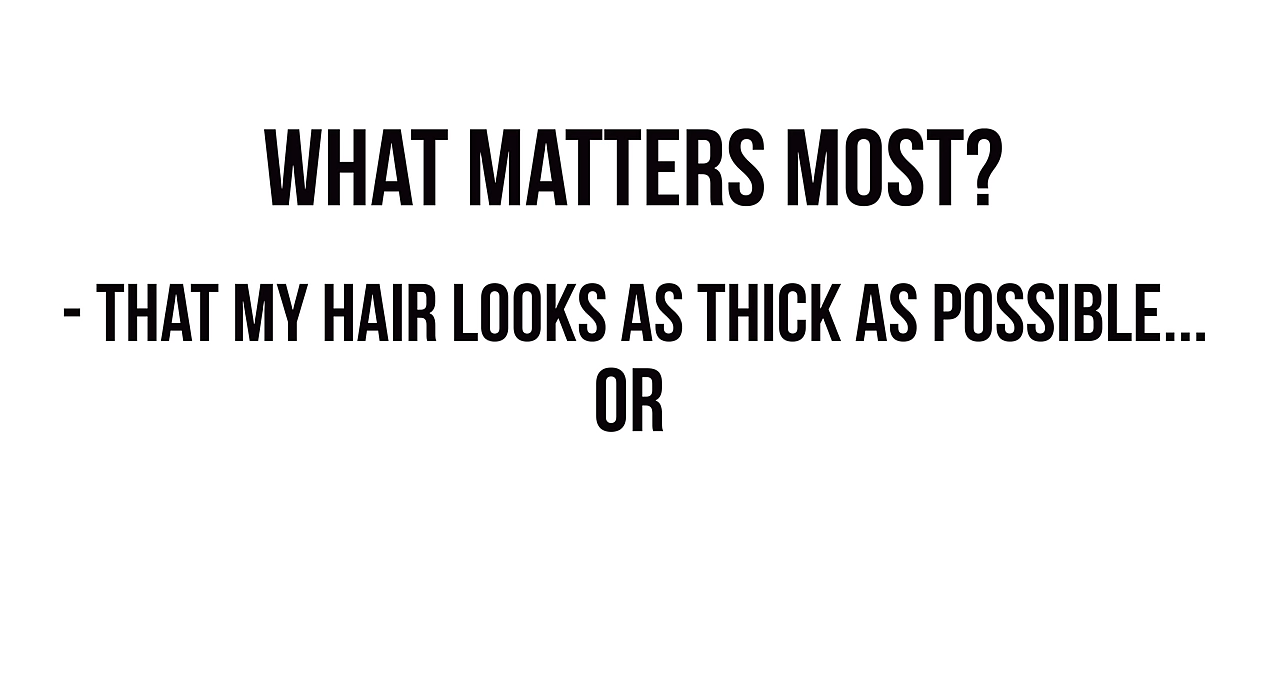 WHAT MATTERS MOST?
- THAT MY HAIR LOOKS AS THICK AS POSSIBLE...
OR